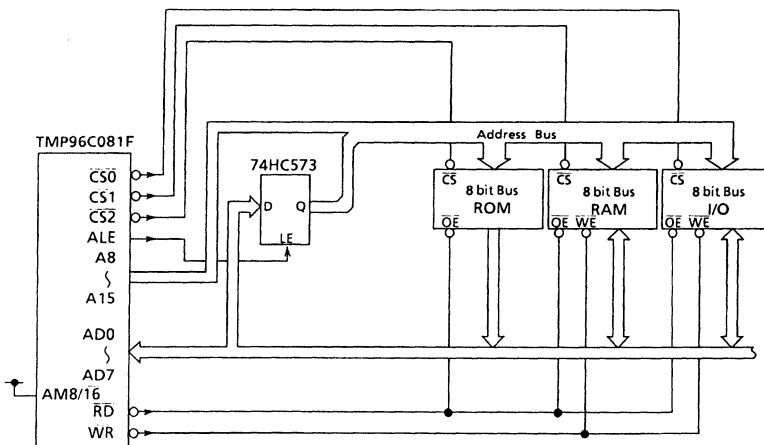 TMP96C081F
CS0
CS1
CS2
ALE
A8
A15
AD0
AD7
AM8/16
RD
WR
74HC573
D Q
LE
Address Bus
CS
8 bit Bus
ROM
OE
CS
8 bit Bus
RAM
OE WE
CS
8 bit Bus
I/O
OE WE